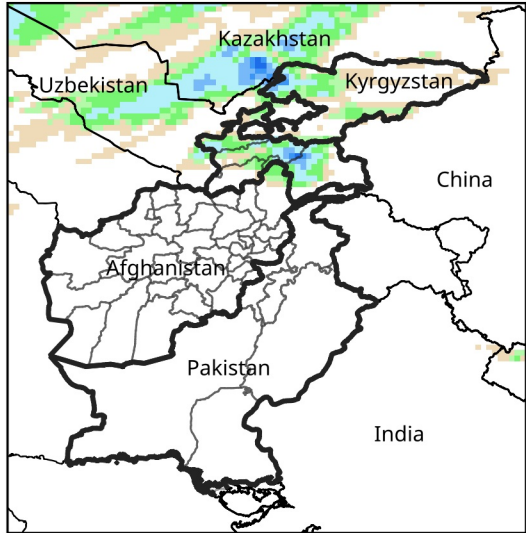 Kazakhstan
Uzbekistan
Kyrgyzstan
China
Afghanistan
Pakistan
India